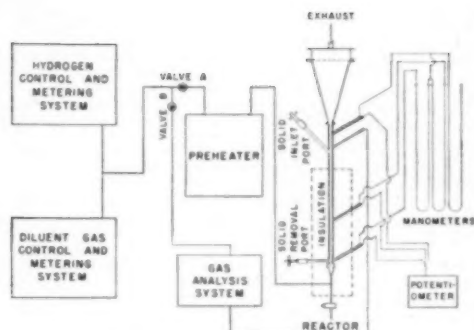 EXHAUST
HYDROGEN
CONTROL AND
METERING
SYSTEM
VALVE A
VALVE B
PREHEATER
SOLID
INLET
PORT
INSULATION
SOLID
REMOVAL
PORT
MANOMETERS
DILUENT GAS
CONTROL AND
METERING
SYSTEM
GAS
ANALYSIS
SYSTEM
POTENTI-
OMETER
REACTOR